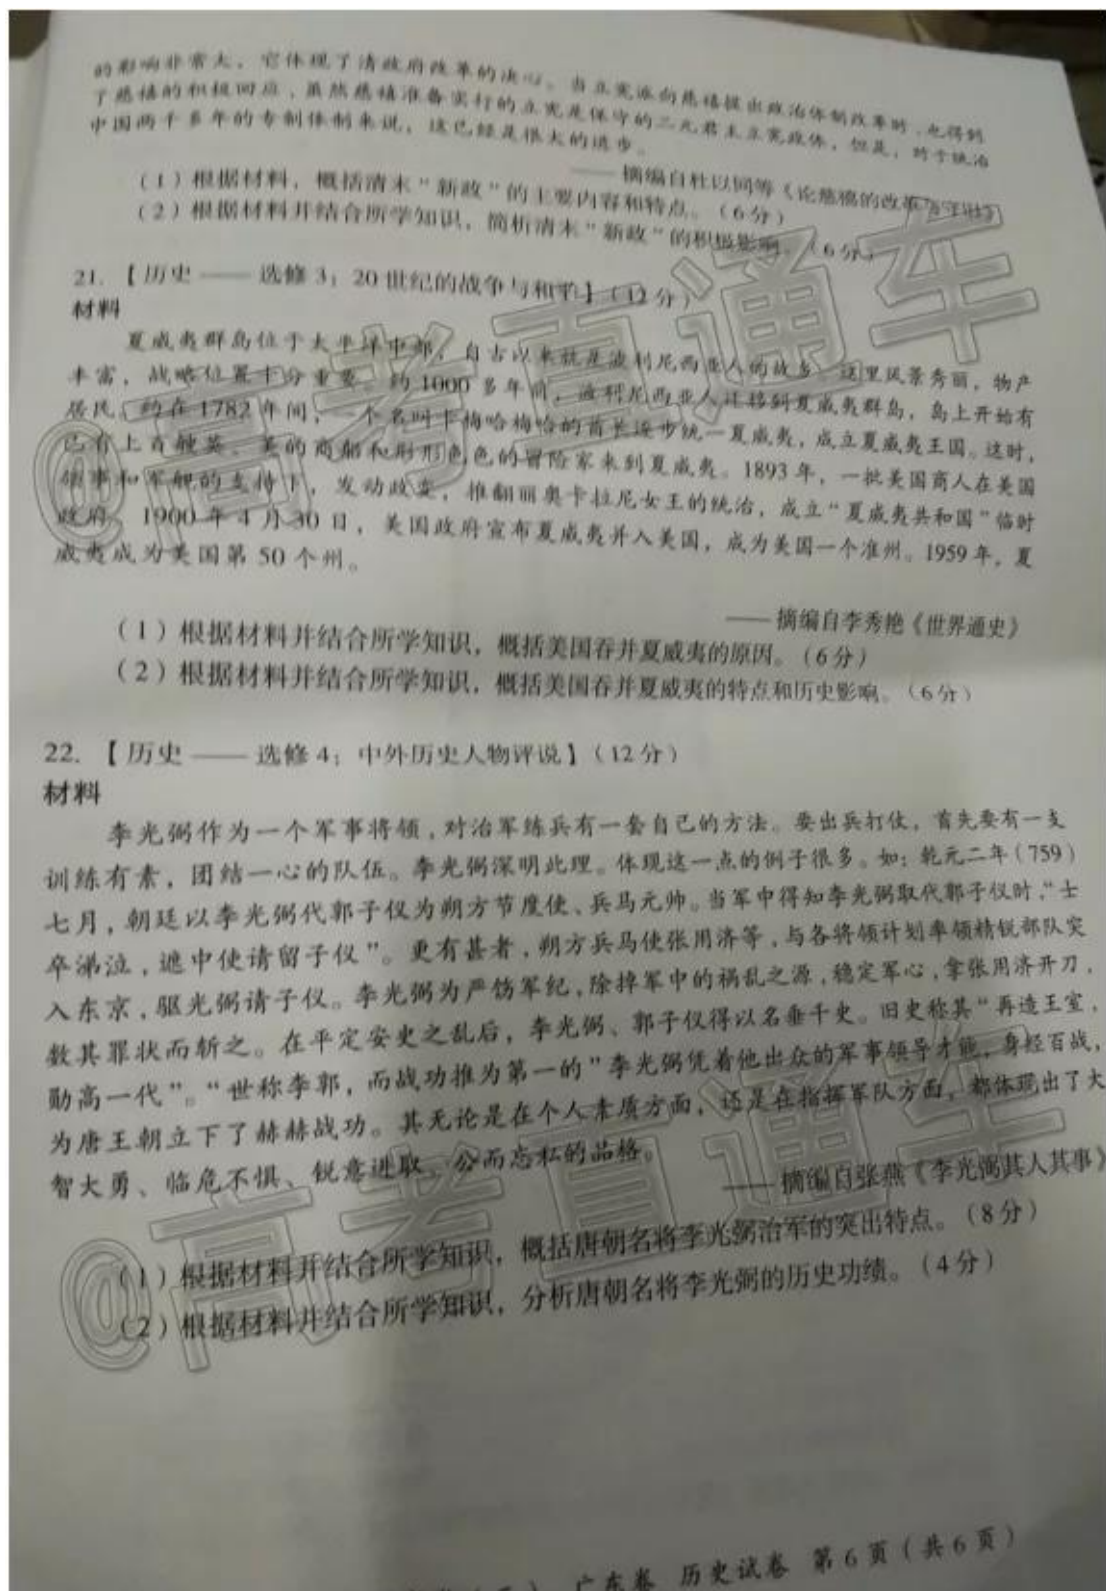 的影响非常大，它体现了清政府改革的决心。当立宪派向慈禧提出政治体制改革时，也得到
了慈禧的积极回应，虽然慈禧准备实行的立宪是保守的二元君主立宪政体，但是，对于统治
中国两千多年的专制体制来说，这已经是很大的进步。
——摘编自杜以同等《论慈禧的改革
（1）根据材料，概括清末“新政”的主要内容和特点。（6分）
（2）根据材料并结合所学知识，简析清末“新政”的积极影响。（6分）
21.【历史——选修3：20世纪的战争与和平】（12分）
材料
夏威夷群岛位于太平洋中部，自古以来就是波利尼西亚人的故乡。这里风景秀丽，物产
丰富，战略位置十分重要。约1000多年前，波利尼西亚人迁移到夏威夷群岛，岛上开始有
居民。约在1782年间，一个名叫卡梅哈梅哈的酋长逐步统一夏威夷，成立夏威夷王国。这时，
已有上百艘英、美的商船和形形色色的冒险家来到夏威夷。1893年，一批美国商人在美国
领事和军舰的支持下，发动政变，推翻丽奥卡拉尼女王的统治，成立“夏威夷共和国”临时
政府。1900年4月30日，美国政府宣布夏威夷并入美国，成为美国一个准州。1959年，夏
威夷成为美国第50个州。
——摘编自李秀艳《世界通史》
（1）根据材料并结合所学知识，概括美国吞并夏威夷的原因。（6分）
（2）根据材料并结合所学知识，概括美国吞并夏威夷的特点和历史影响。（6分）
22.【历史——选修4：中外历史人物评说】（12分）
材料
李光弼作为一个军事将领，对治军练兵有一套自己的方法。要出兵打仗，首先要有一支
训练有素，团结一心的队伍。李光弼深明此理。体现这一点的例子很多。如：乾元二年（759）
七月，朝廷以李光弼代郭子仪为朔方节度使、兵马元帅。当军中得知李光弼取代郭子仪时，“士
卒涕泣，遮中使请留子仪”。更有甚者，朔方兵马使张用济等，与各将领计划率领精锐部队突
入东京，驱光弼请子仪。李光弼为严饬军纪，除掉军中的祸乱之源，稳定军心，拿张用济开刀，
数其罪状而斩之。在平定安史之乱后，李光弼、郭子仪得以名垂千史。旧史称其“再造王室，
勋高一代”。“世称李郭，而战功推为第一的”李光弼凭着他出众的军事领导才能，身经百战，
为唐王朝立下了赫赫战功。其无论是在个人素质方面，还是在指挥军队方面，都体现出了大
智大勇、临危不惧、锐意进取、公而忘私的品格。
——摘编自张燕《李光弼其人其事》
（1）根据材料并结合所学知识，概括唐朝名将李光弼治军的突出特点。（8分）
（2）根据材料并结合所学知识，分析唐朝名将李光弼的历史功绩。（4分）
广东卷 历史试卷 第6页（共6页）
@高考直通车
@高考直通车